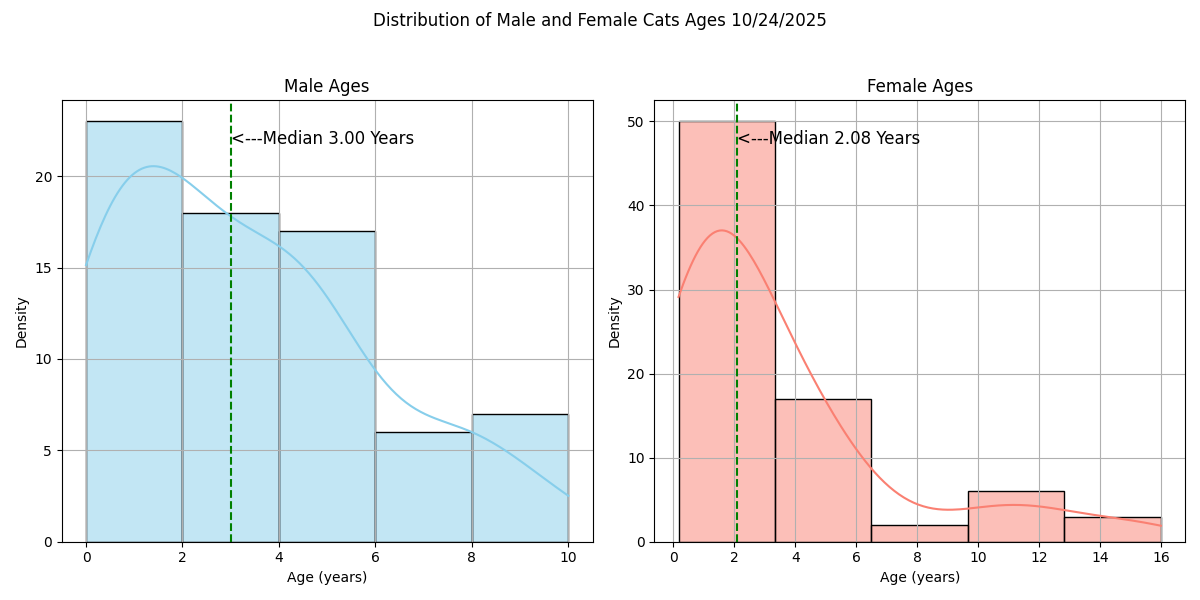 Distribution of Male and Female Cats Ages 10/24/2025
Male Ages
<---Median 3.00 Years
20
15
10
5
0
Density
0 2 4 6 8 10
Age (years)
Female Ages
<---Median 2.08 Years
50
40
30
20
10
0
Density
0 2 4 6 8 10 12 14 16
Age (years)